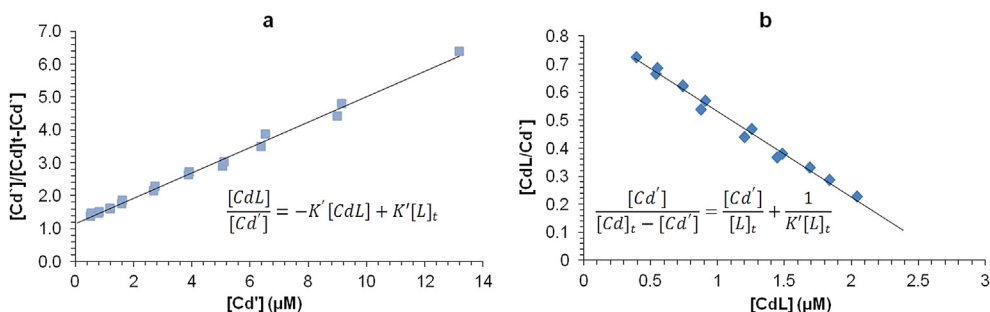 a
7.0
6.0
5.0
4.0
3.0
2.0
1.0
0.0
0 2 4 6 8 10 12 14
[Cd`]/[Cd]t-[Cd`]
[Cd'] (μM)
[CdL]/[Cd′] = −K′[CdL] + K′[L]t
b
0.8
0.7
0.6
0.5
0.4
0.3
0.2
0.1
0
0 0.5 1 1.5 2 2.5 3
[CdL/Cd`]
[CdL] (μM)
[Cd′]/[Cd]t − [Cd′] = [Cd′]/[L]t + 1/K′[L]t